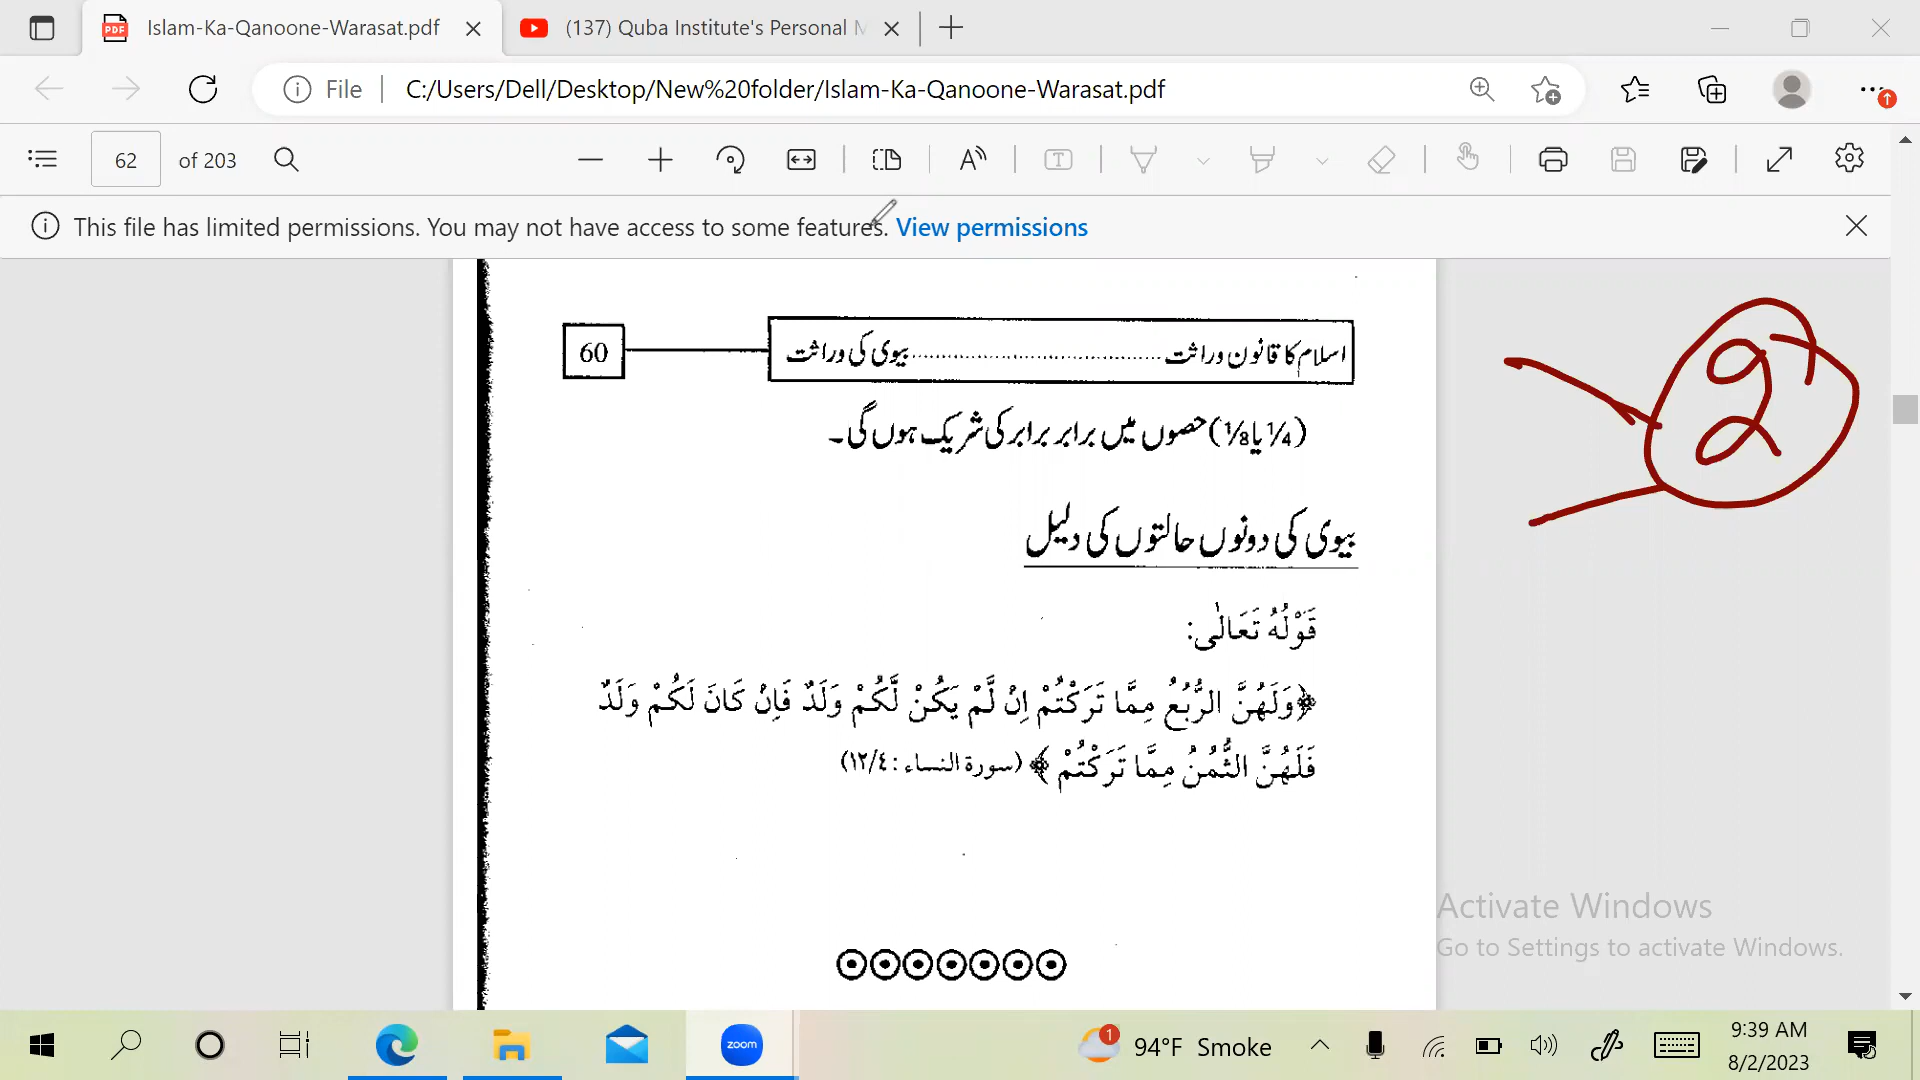 Islam-Ka-Qanoone-Warasat.pdf
(137) Quba Institute's Personal M
File
C:/Users/Dell/Desktop/New%20folder/Islam-Ka-Qanoone-Warasat.pdf
62 of 203
This file has limited permissions. You may not have access to some features. View permissions
اسلام کا قانون وراثت ........................................ بیوی کی وراثت
60
(1/4 یا 1/8) حصوں میں برابر برابر کی شریک ہوں گی۔
بیوی کی دونوں حالتوں کی دلیل
قَوْلُهُ تَعَالٰی:
﴿وَلَهُنَّ الرُّبُعُ مِمَّا تَرَكْتُمْ اِنْ لَّمْ يَكُنْ لَّكُمْ وَلَدٌ فَاِنْ كَانَ لَكُمْ وَلَدٌ
فَلَهُنَّ الثُّمُنُ مِمَّا تَرَكْتُمْ﴾ (سورة النساء : ١٢/٤)
Activate Windows
Go to Settings to activate Windows.
zoom
1
94°F Smoke
9:39 AM
8/2/2023